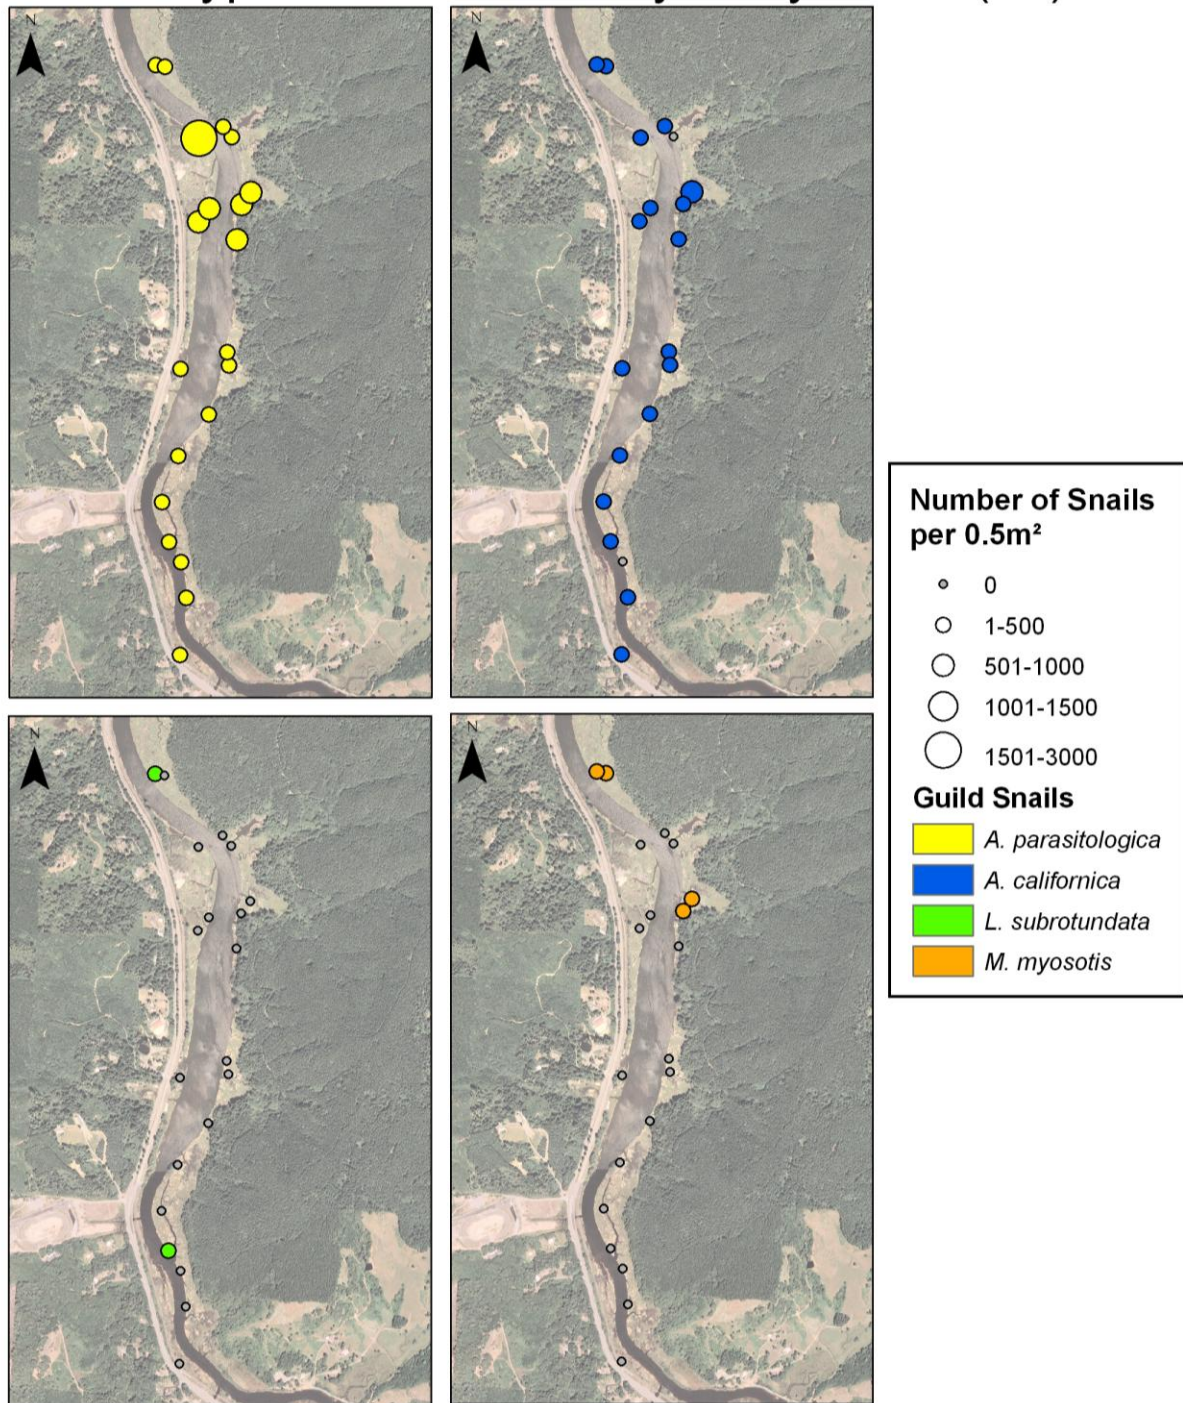 N
N
N
N
Number of Snails
per 0.5m²
0
1-500
501-1000
1001-1500
1501-3000
Guild Snails
A. parasitologica
A. californica
L. subrotundata
M. myosotis